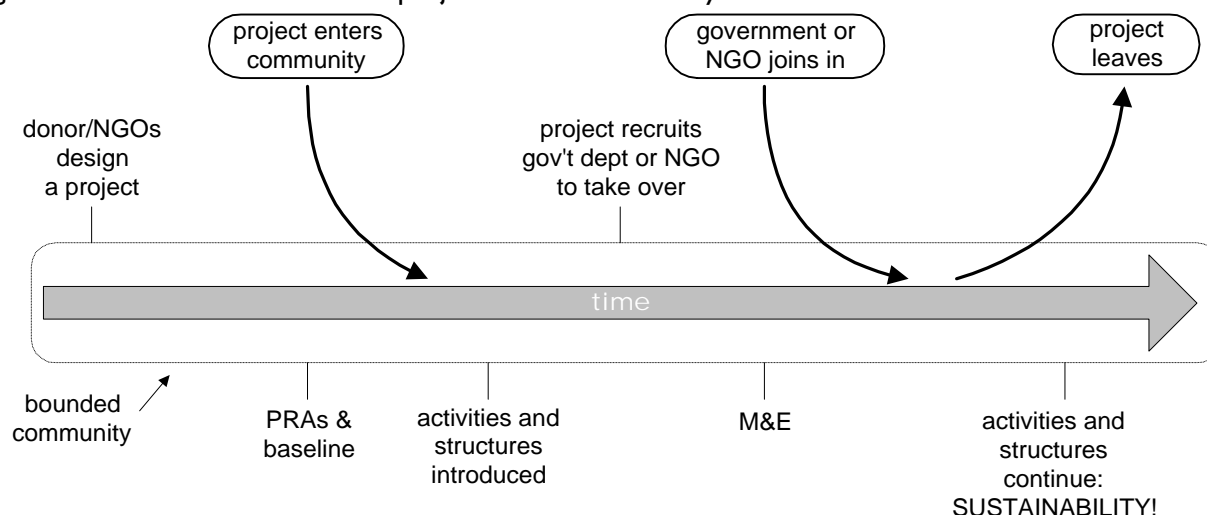 project enters
community
government or
NGO joins in
project
leaves
donor/NGOs
design
a project
project recruits
gov't dept or NGO
to take over
time
bounded
community
PRAs &
baseline
activities and
structures
introduced
M&E
activities and
structures
continue:
SUSTAINABILITY!